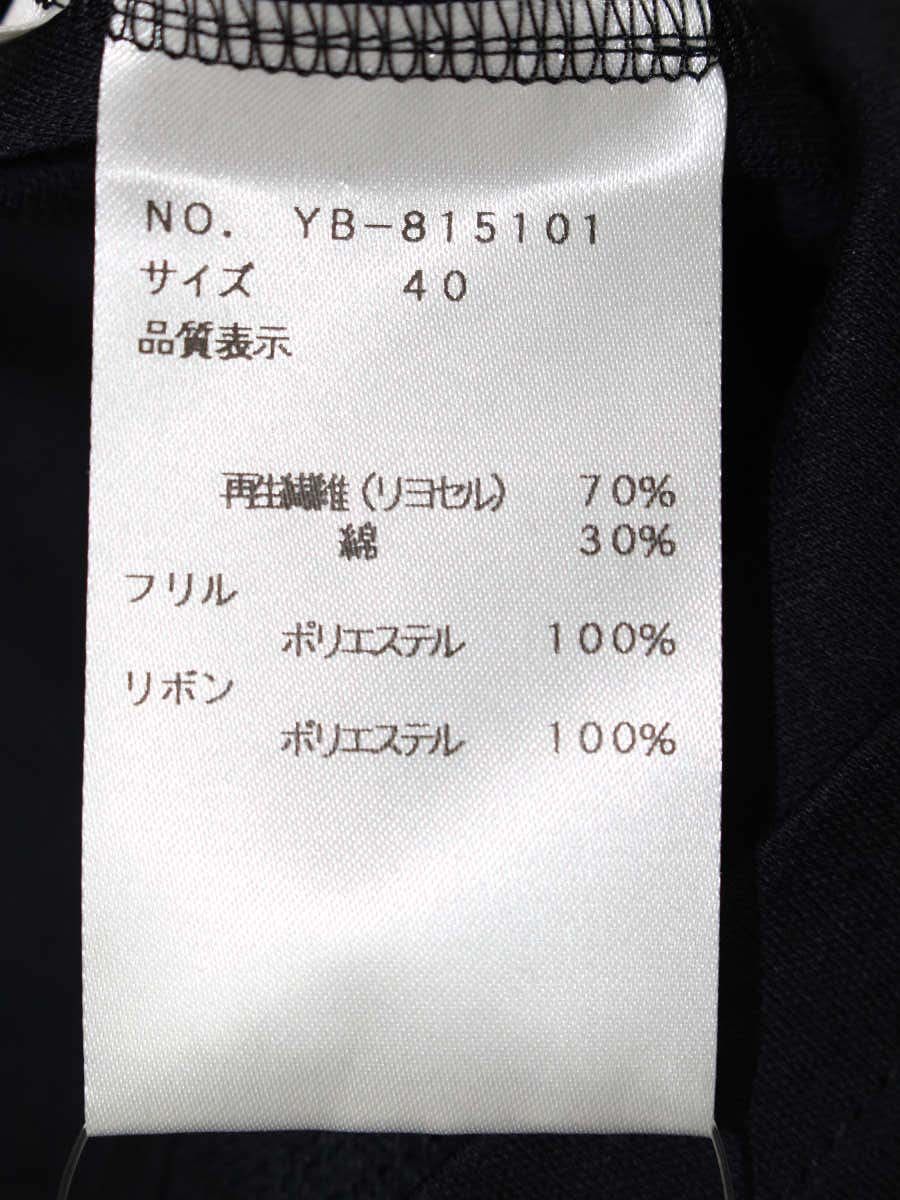 NO. YB-815101
サイズ 40
品質表示
再生繊維(リヨセル) 70%
綿 30%
フリル
ポリエステル 100%
リボン
ポリエステル 100%